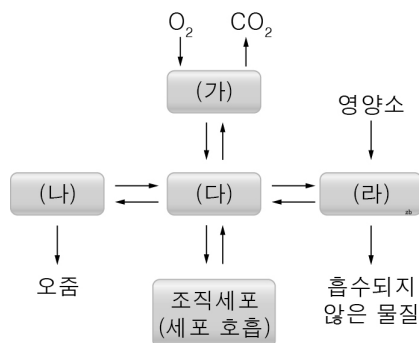 O₂
CO₂
(가)
영양소
(나)
(다)
(라)
오줌
조직세포
(세포 호흡)
흡수되지
않은 물질